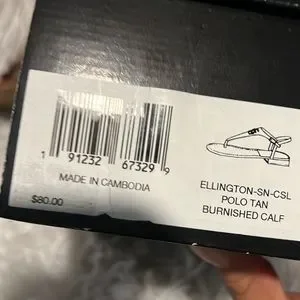 1 91232 67329 9
MADE IN CAMBODIA
$80.00
ELLINGTON-SN-CSL
POLO TAN
BURNISHED CALF